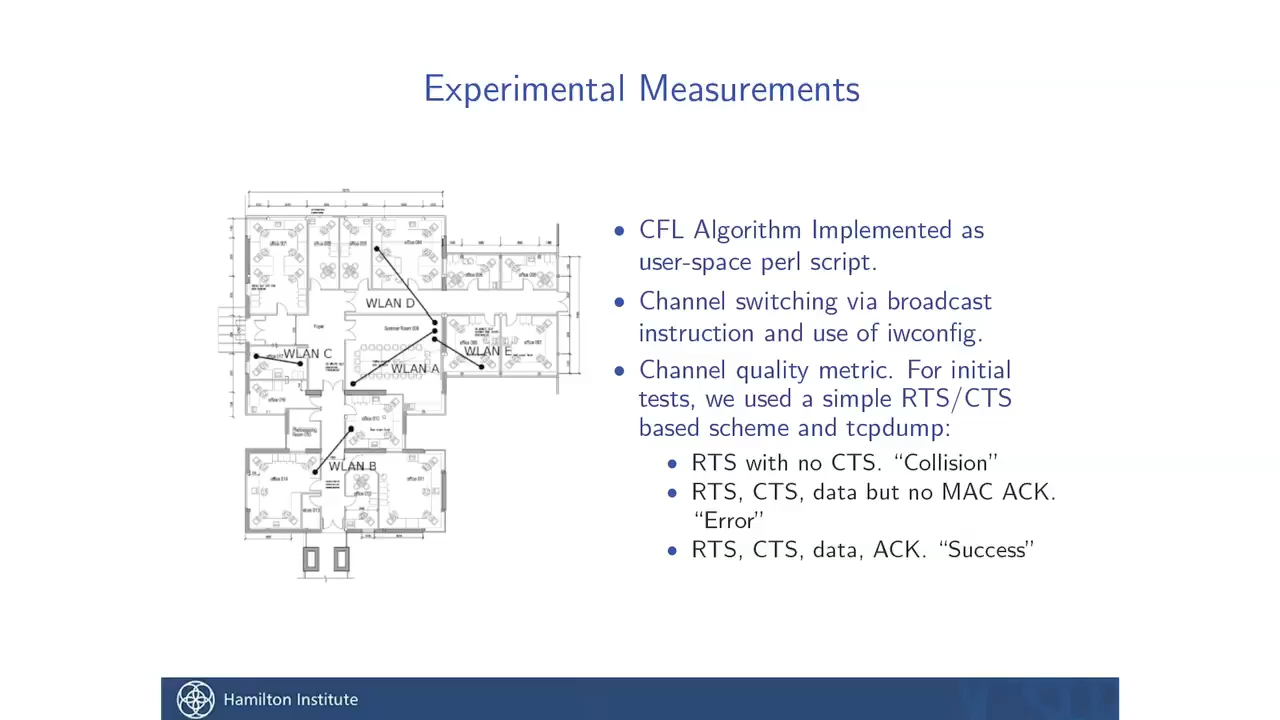 Experimental Measurements
WLAN D
Foyer
WLAN C
WLAN E
WLAN A
WLAN B
• CFL Algorithm Implemented as
user-space perl script.
• Channel switching via broadcast
instruction and use of iwconfig.
• Channel quality metric. For initial
tests, we used a simple RTS/CTS
based scheme and tcpdump:
• RTS with no CTS. “Collision”
• RTS, CTS, data but no MAC ACK.
“Error”
• RTS, CTS, data, ACK. “Success”
Hamilton Institute